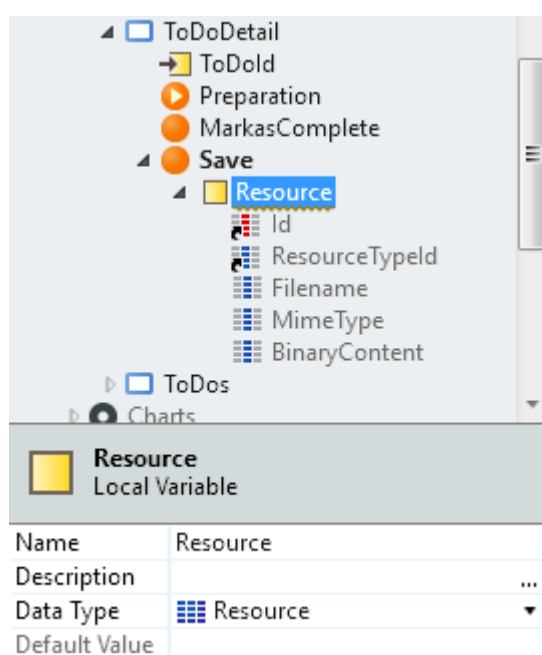 ToDoDetail
ToDoId
Preparation
MarkasComplete
Save
Resource
Id
ResourceTypeId
Filename
MimeType
BinaryContent
ToDos
Charts
Resource
Local Variable
Name Resource
Description ...
Data Type Resource
Default Value